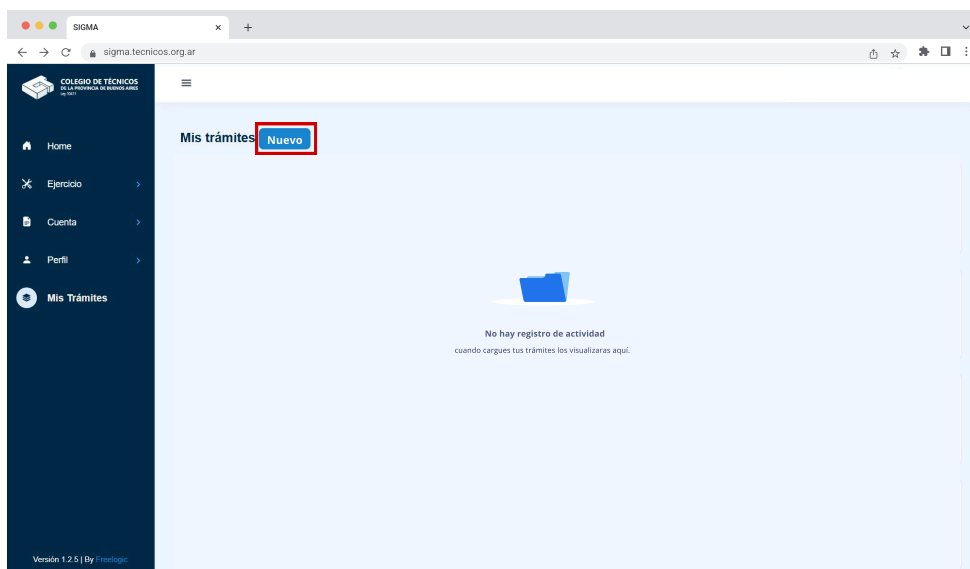 SIGMA
sigma.tecnicos.org.ar
COLEGIO DE TÉCNICOS
DE LA PROVINCIA DE BUENOS AIRES
Ley 10411
Mis trámites Nuevo
Home
Ejercicio
Cuenta
Perfil
Mis Trámites
No hay registro de actividad
cuando cargues tus trámites los visualizaras aquí.
Versión 1.2.5 | By Freelogic